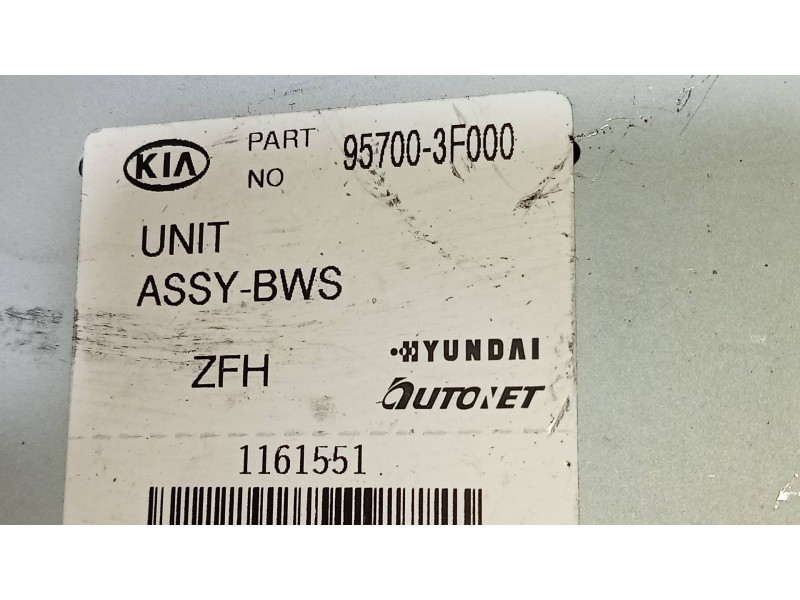 KIA PART NO 95700-3F000
UNIT
ASSY-BWS
ZFH
HYUNDAI
AUTONET
1161551